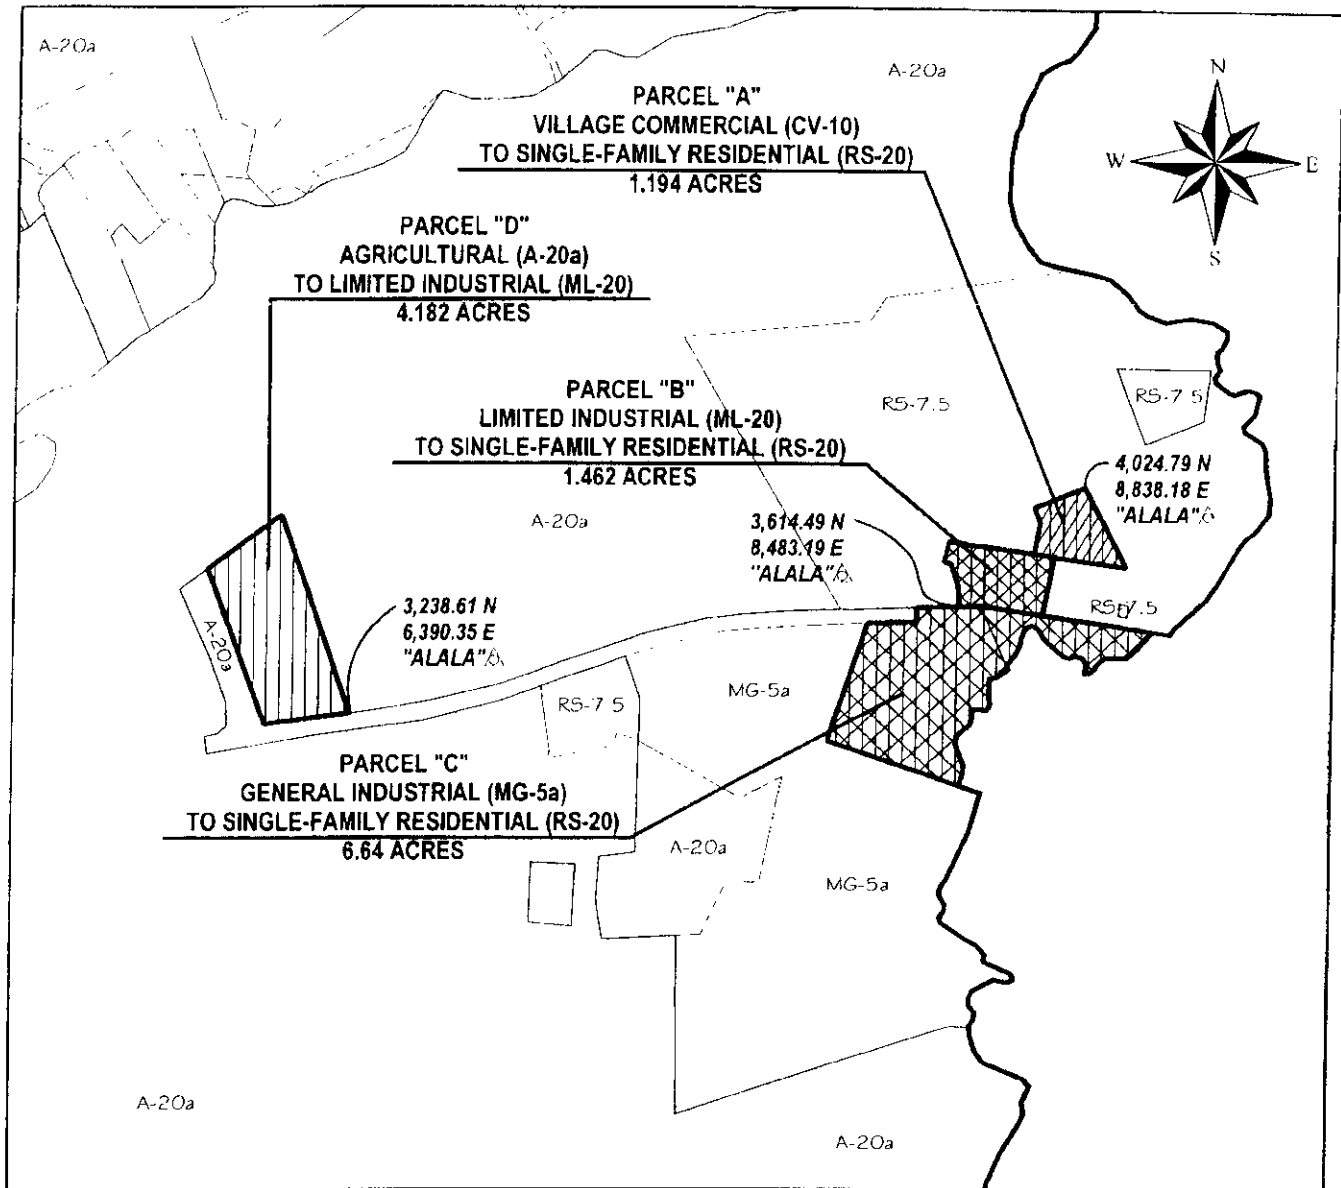 A-20a
A-20a
N
W
E
S
PARCEL "A"
VILLAGE COMMERCIAL (CV-10)
TO SINGLE-FAMILY RESIDENTIAL (RS-20)
1.194 ACRES
PARCEL "D"
AGRICULTURAL (A-20a)
TO LIMITED INDUSTRIAL (ML-20)
4.182 ACRES
PARCEL "B"
LIMITED INDUSTRIAL (ML-20)
TO SINGLE-FAMILY RESIDENTIAL (RS-20)
1.462 ACRES
RS-7.5
RS-7.5
4,024.79 N
8,838.18 E
"ALALA"
A-20a
3,614.49 N
8,483.19 E
"ALALA"
3,238.61 N
6,390.35 E
"ALALA"
A-20a
RS-7.5
RS-7.5
MG-5a
PARCEL "C"
GENERAL INDUSTRIAL (MG-5a)
TO SINGLE-FAMILY RESIDENTIAL (RS-20)
6.64 ACRES
A-20a
MG-5a
A-20a
A-20a